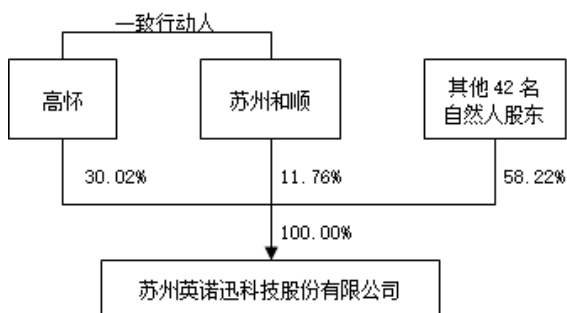 一致行动人
高怀
苏州和顺
其他 42 名
自然人股东
30.02%
11.76%
58.22%
100.00%
苏州英诺迅科技股份有限公司